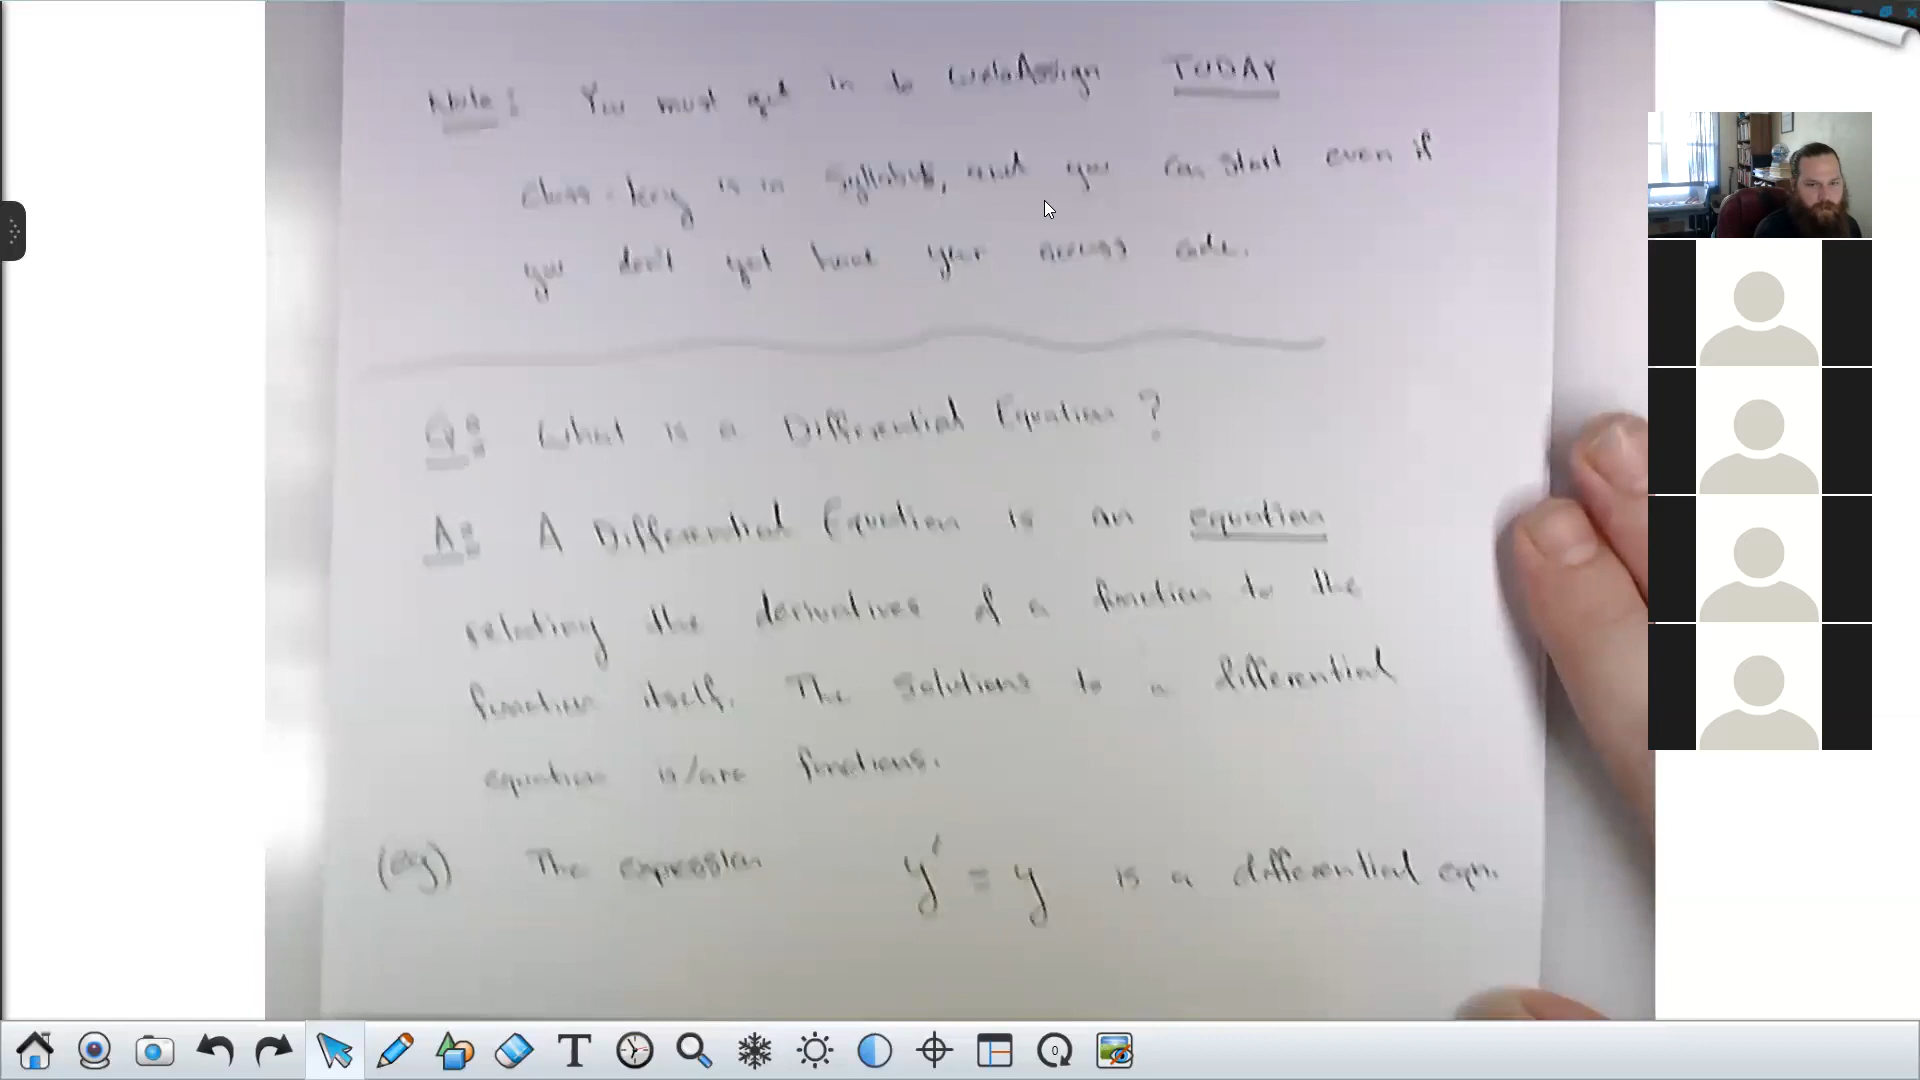 Note: You must get in to WebAssign TODAY
class-key is in syllabus, and you can start even if
you don't yet have your access code.
Q: What is a Differential Equation?
A: A Differential Equation is an equation
relating the derivatives of a function to the
function itself. The solutions to a differential
equation is/are functions.
(eg) The expression y' = y is a differential eqn.
T
0